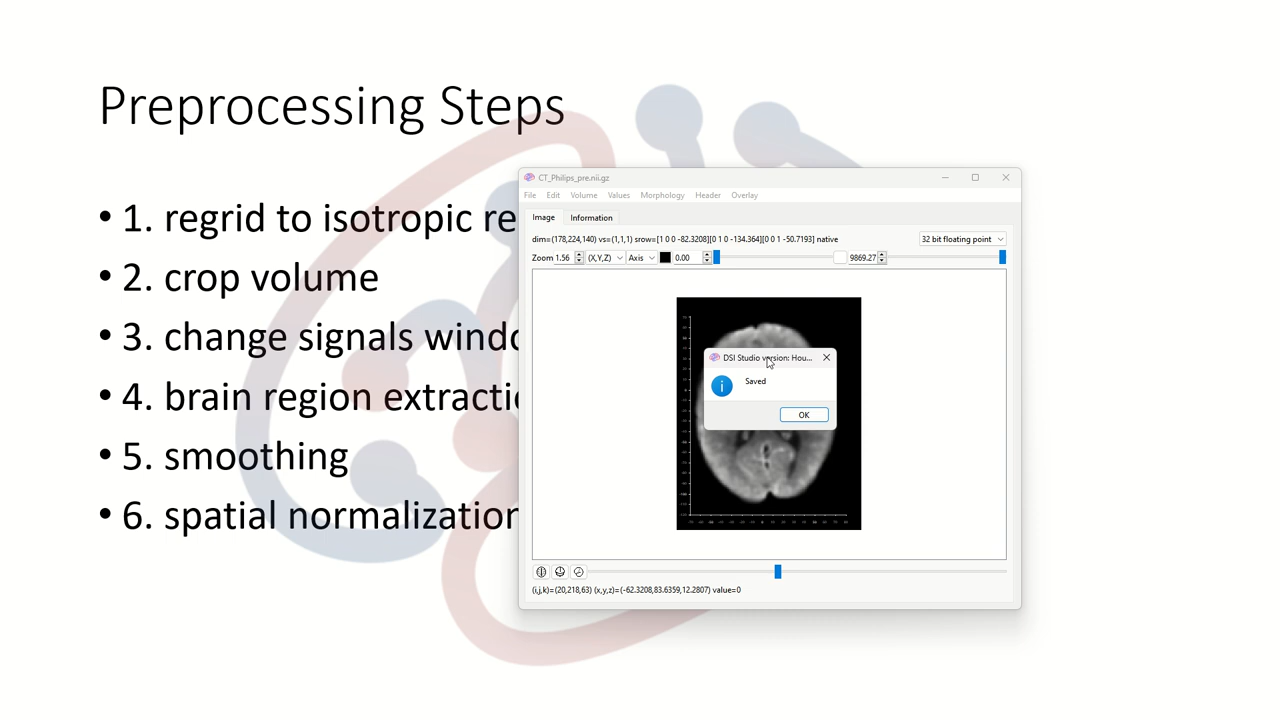 Preprocessing Steps
• 1. regrid to isotropic re
• 2. crop volume
• 3. change signals windo
• 4. brain region extractio
• 5. smoothing
• 6. spatial normalization
CT_Philips_pre.nii.gz
File Edit Volume Values Morphology Header Overlay
Image Information
dim=(178,224,140) vs=(1,1,1) srow=[1 0 0 -82.3208][0 1 0 -134.364][0 0 1 -50.7193] native 32 bit floating point
Zoom 1.56 (X,Y,Z) Axis 0.00 9869.27
DSI Studio version: Hou...
Saved
OK
(i,j,k)=(20,218,63) (x,y,z)=(-62.3208,83.6359,12.2807) value=0